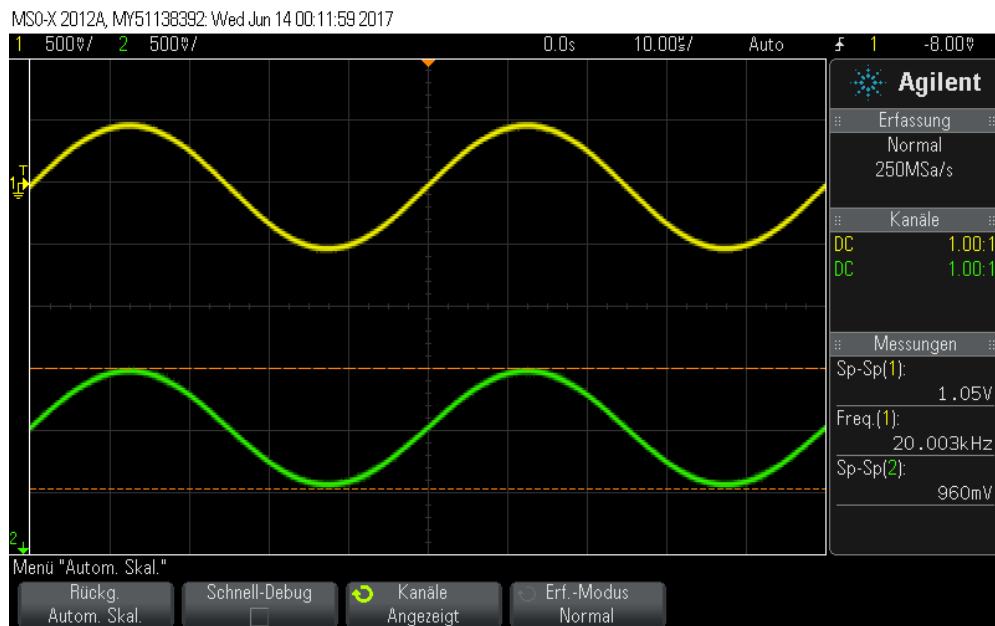 MSO-X 2012A, MY51138392: Wed Jun 14 00:11:59 2017
1 500mV/ 2 500mV/ 0.0s 10.00µs/ Auto 1 -8.00mV
Agilent
Erfassung
Normal
250MSa/s
Kanäle
DC 1.00:1
DC 1.00:1
Messungen
Sp-Sp(1):
1.05V
Freq.(1):
20.003kHz
Sp-Sp(2):
960mV
T
1
2
Menü "Autom. Skal."
Rückg.
Autom. Skal.
Schnell-Debug
Kanäle
Angezeigt
Erf.-Modus
Normal